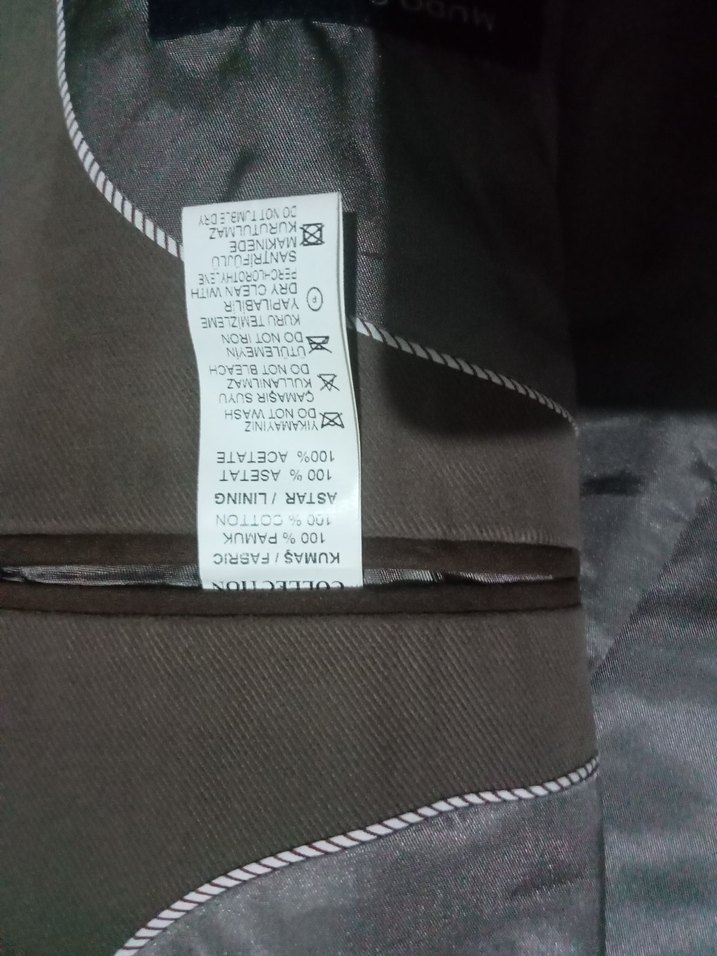 COLLECTION
KUMAŞ / FABRIC
100 % PAMUK
100 % COTTON
ASTAR / LINING
100 % ASETAT
100% ACETATE
YIKAMAYINIZ
DO NOT WASH
ÇAMAŞIR SUYU
KULLANILMAZ
DO NOT BLEACH
ÜTÜLEMEYİN
DO NOT IRON
KURU TEMİZLEME
YAPILABİLİR
P
DRY CLEAN WITH
PERCHLOROTHYLEVE
SANTRİFÜJLÜ
MAKİNEDE
KURUTULMAZ
DO NOT TUMBLE DRY
MUDO